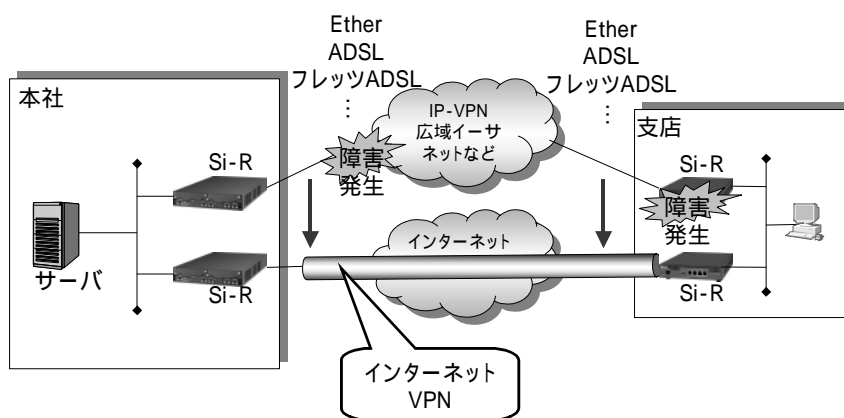 Ether
ADSL
フレッツADSL
⋮
Ether
ADSL
フレッツADSL
⋮
本社
IP-VPN
広域イーサ
ネットなど
支店
Si-R
障害
発生
Si-R
障害
発生
サーバ
Si-R
インターネット
Si-R
インターネット
VPN